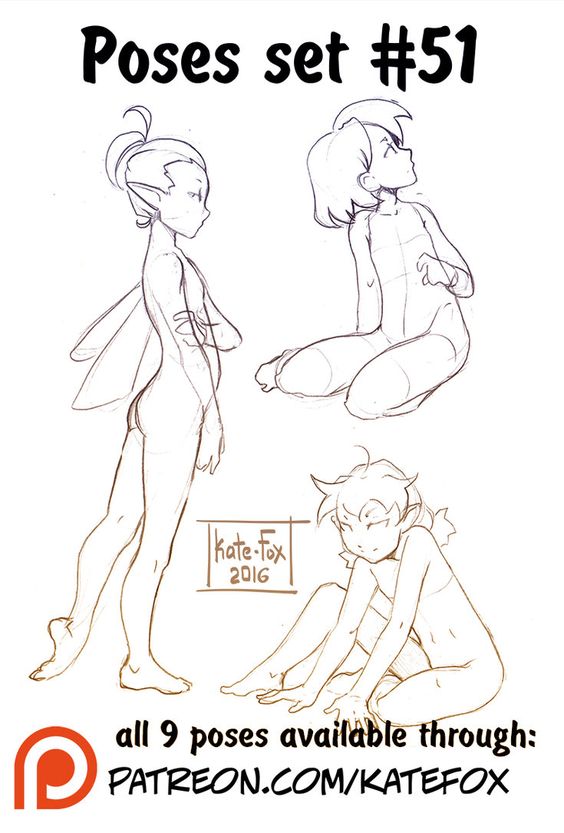 Poses set #51
Kate-Fox
2016
all 9 poses available through:
PATREON.COM/KATEFOX